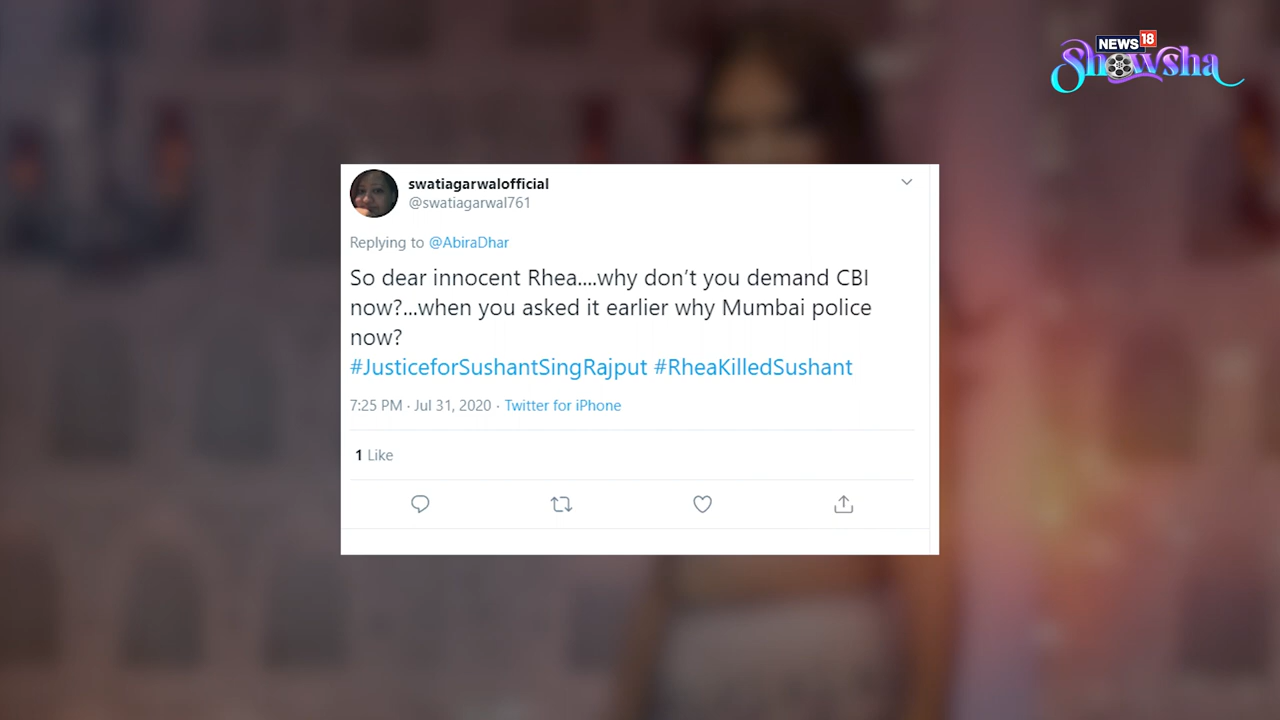 NEWS 18
Showsha
swatiagarwalofficial
@swatiagarwal761
Replying to @AbiraDhar
So dear innocent Rhea....why don't you demand CBI
now?...when you asked it earlier why Mumbai police
now?
#JusticeforSushantSingRajput #RheaKilledSushant
7:25 PM · Jul 31, 2020 · Twitter for iPhone
1 Like